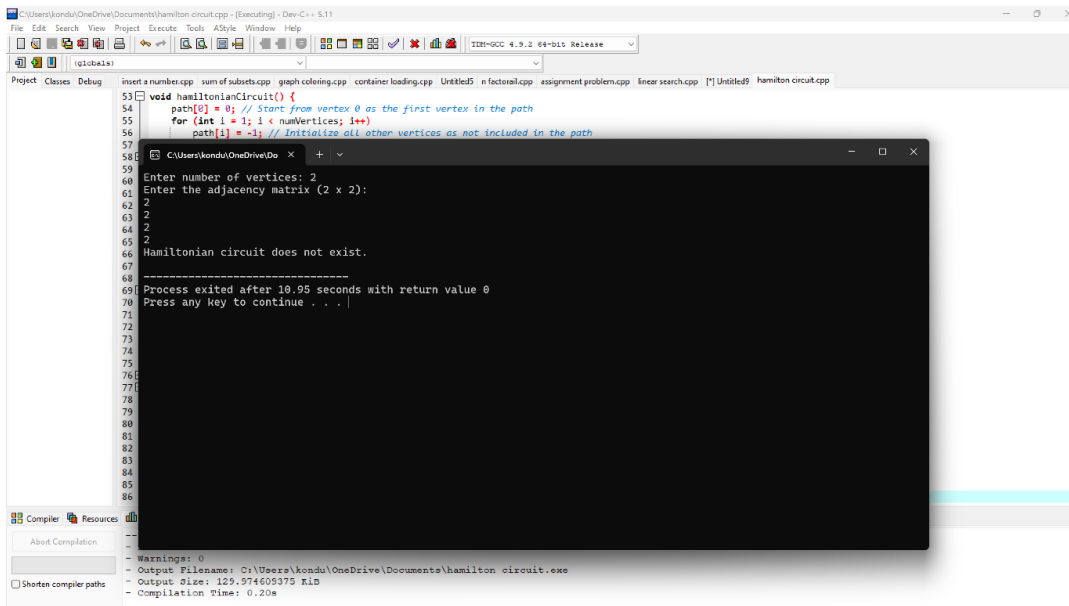 C:\Users\kondu\OneDrive\Documents\hamilton circuit.cpp - [Executing] - Dev-C++ 5.11
File Edit Search View Project Execute Tools AStyle Window Help
TDM-GCC 4.9.2 64-bit Release
(globals)
Project Classes Debug
insert a number.cpp sum of subsets.cpp graph coloring.cpp container loading.cpp Untitled5 n factorail.cpp assignment problem.cpp linear search.cpp [*] Untitled9 hamilton circuit.cpp
53 void hamiltonianCircuit() {
54 path[0] = 0; // Start from vertex 0 as the first vertex in the path
55 for (int i = 1; i < numVertices; i++)
56 path[i] = -1; // Initialize all other vertices as not included in the path
57
58
59
60
61
62
63
64
65
66
67
68
69
70
71
72
73
74
75
76
77
78
79
80
81
82
83
84
85
86
C:\Users\kondu\OneDrive\Do
Enter number of vertices: 2
Enter the adjacency matrix (2 x 2):
2
2
2
2
Hamiltonian circuit does not exist.
--------------------------------
Process exited after 10.95 seconds with return value 0
Press any key to continue . . .
Compiler Resources
Abort Compilation
Shorten compiler paths
- Warnings: 0
- Output Filename: C:\Users\kondu\OneDrive\Documents\hamilton circuit.exe
- Output Size: 129.974609375 KiB
- Compilation Time: 0.20s